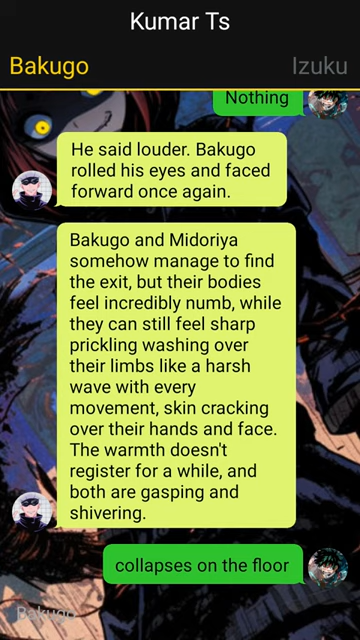 Kumar Ts
Bakugo Izuku
Nothing
He said louder. Bakugo
rolled his eyes and faced
forward once again.
Bakugo and Midoriya
somehow manage to find
the exit, but their bodies
feel incredibly numb, while
they can still feel sharp
prickling washing over
their limbs like a harsh
wave with every
movement, skin cracking
over their hands and face.
The warmth doesn't
register for a while, and
both are gasping and
shivering.
collapses on the floor
Bakugo